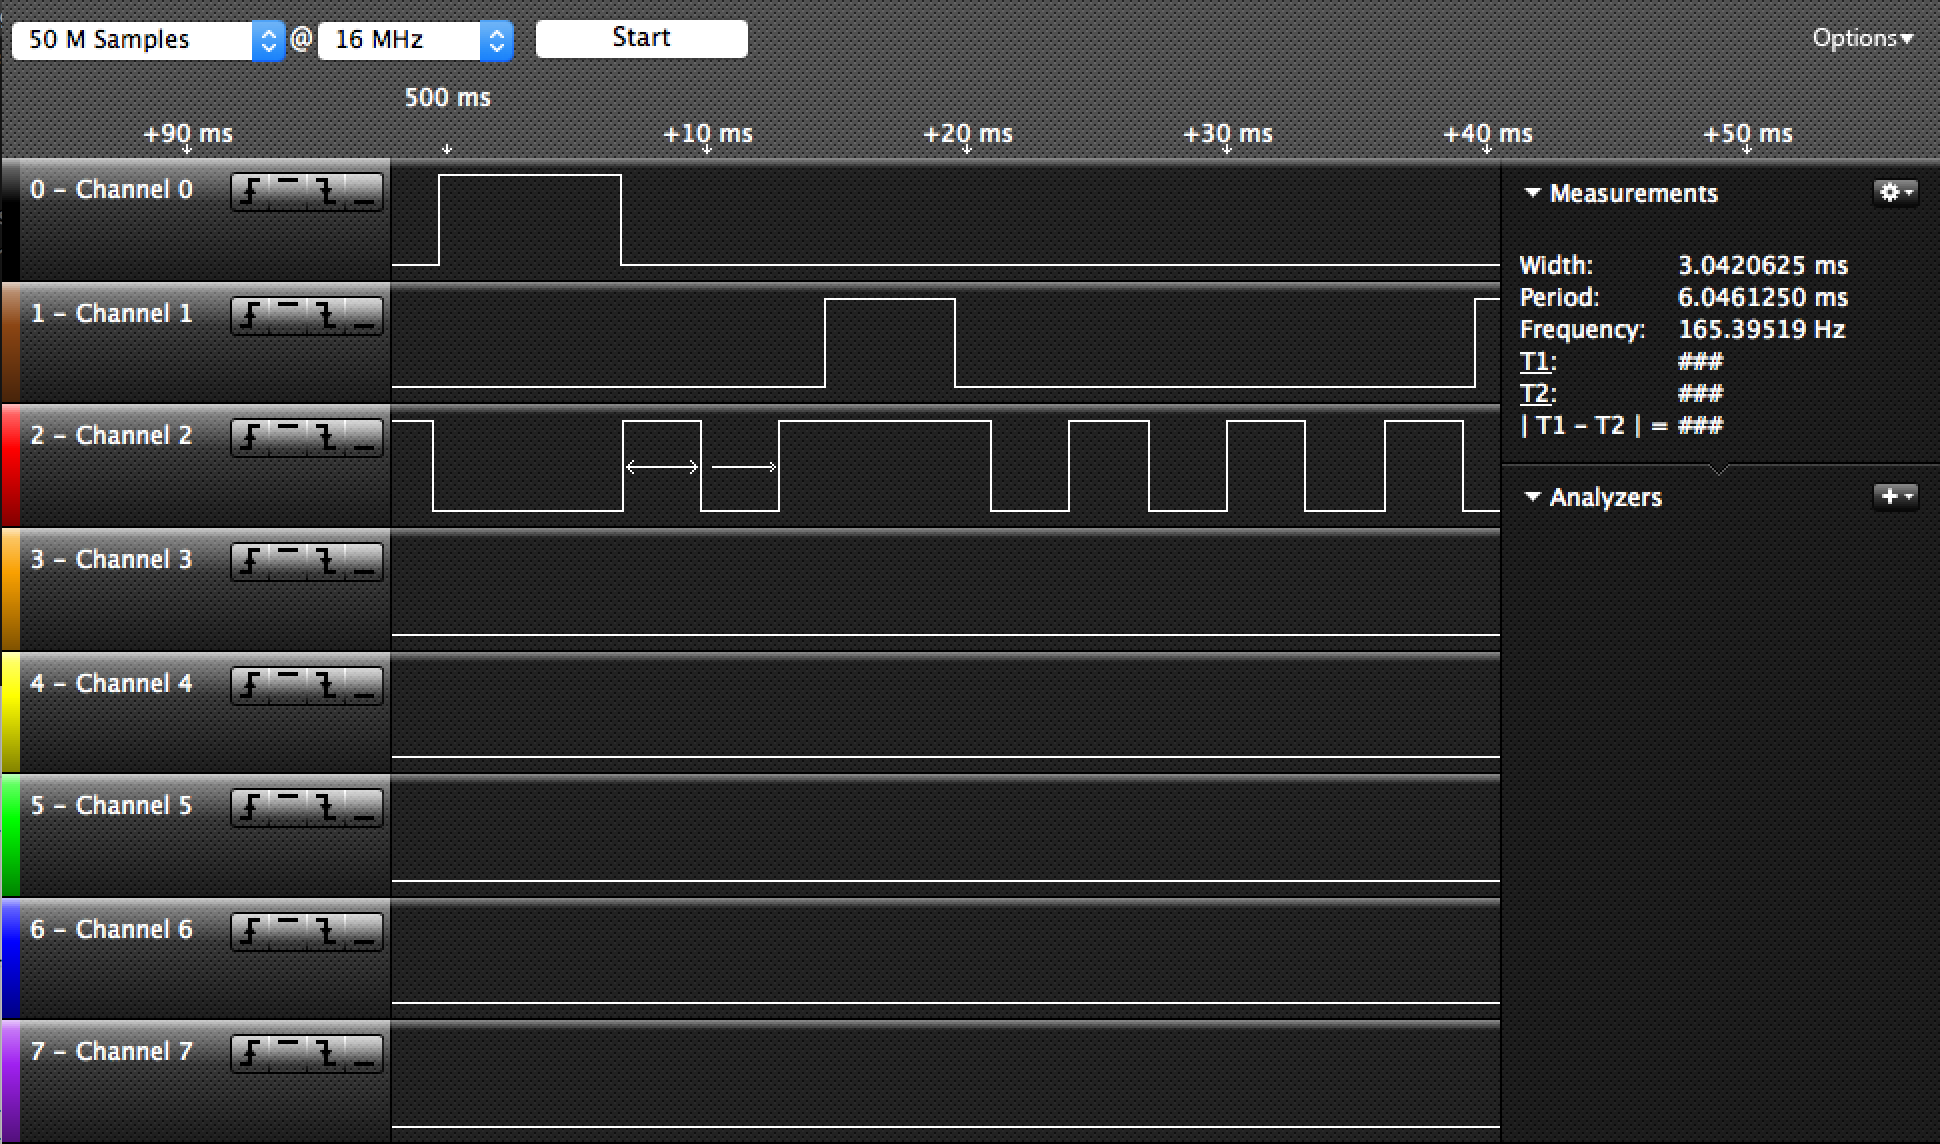 50 M Samples @ 16 MHz Start Options
500 ms
+90 ms +10 ms +20 ms +30 ms +40 ms +50 ms
0 – Channel 0
1 – Channel 1
2 – Channel 2
3 – Channel 3
4 – Channel 4
5 – Channel 5
6 – Channel 6
7 – Channel 7
Measurements
Width: 3.0420625 ms
Period: 6.0461250 ms
Frequency: 165.39519 Hz
T1: ###
T2: ###
| T1 – T2 | = ###
Analyzers